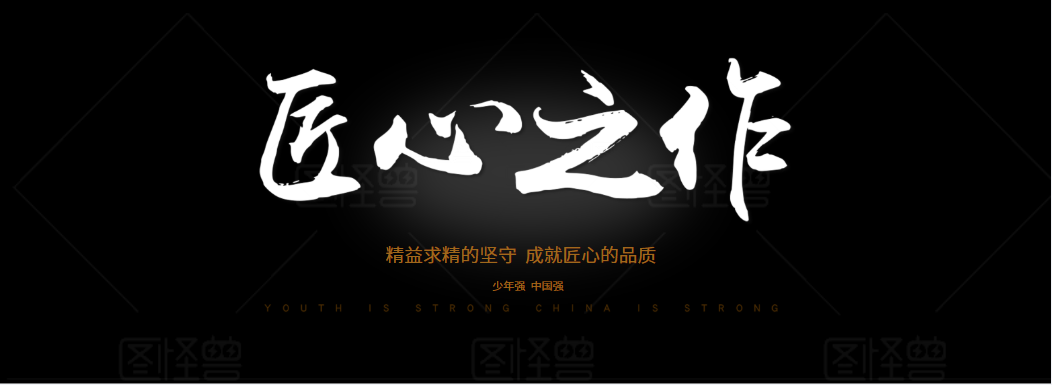 匠心之作
图怪兽 图怪兽
精益求精的坚守 成就匠心的品质
少年强 中国强
YOUTH IS STRONG CHINA IS STRONG
图怪兽 图怪兽 图怪兽